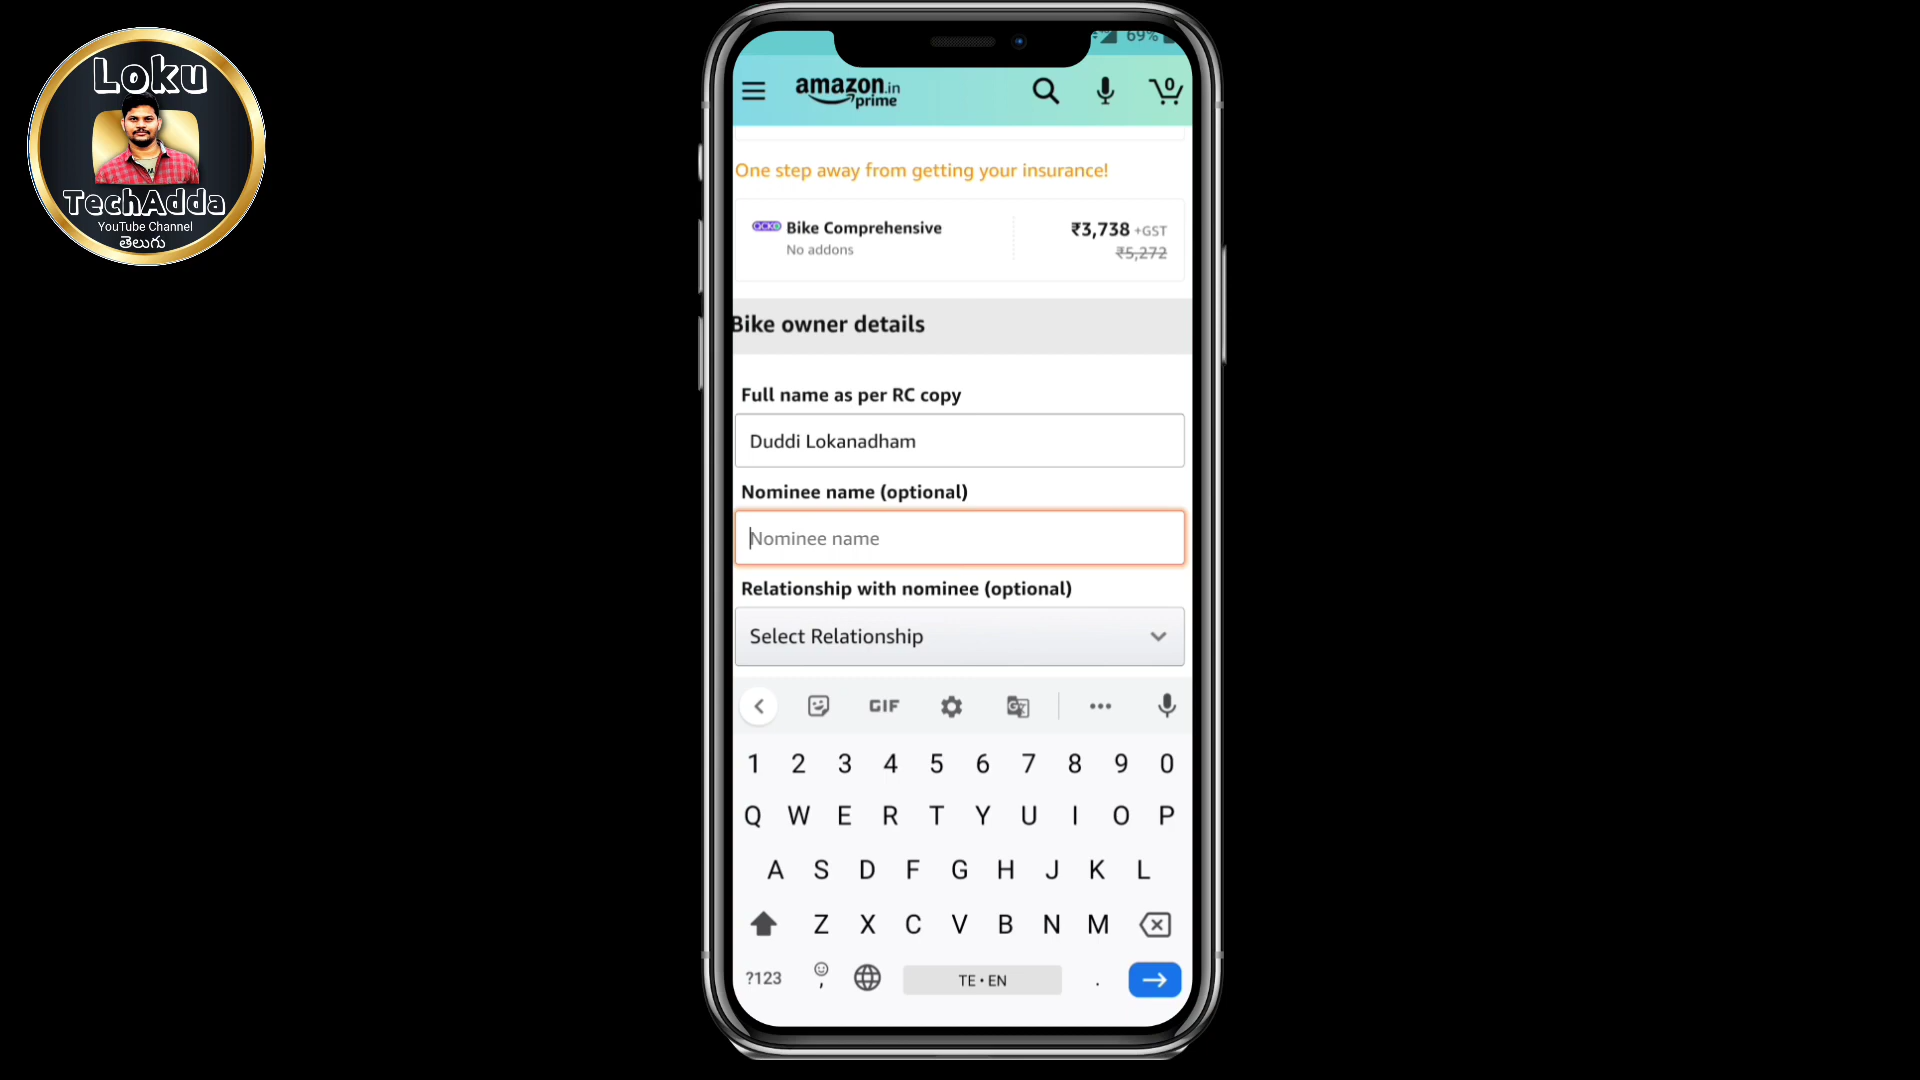 Loku
TechAdda
YouTube Channel
తెలుగు
69%
amazon.in
prime
0
One step away from getting your insurance!
ACKO Bike Comprehensive
₹3,738 +GST
No addons
₹5,272
Bike owner details
Full name as per RC copy
Duddi Lokanadham
Nominee name (optional)
Nominee name
Relationship with nominee (optional)
Select Relationship
GIF
1 2 3 4 5 6 7 8 9 0
Q W E R T Y U I O P
A S D F G H J K L
Z X C V B N M
?123 , TE • EN .